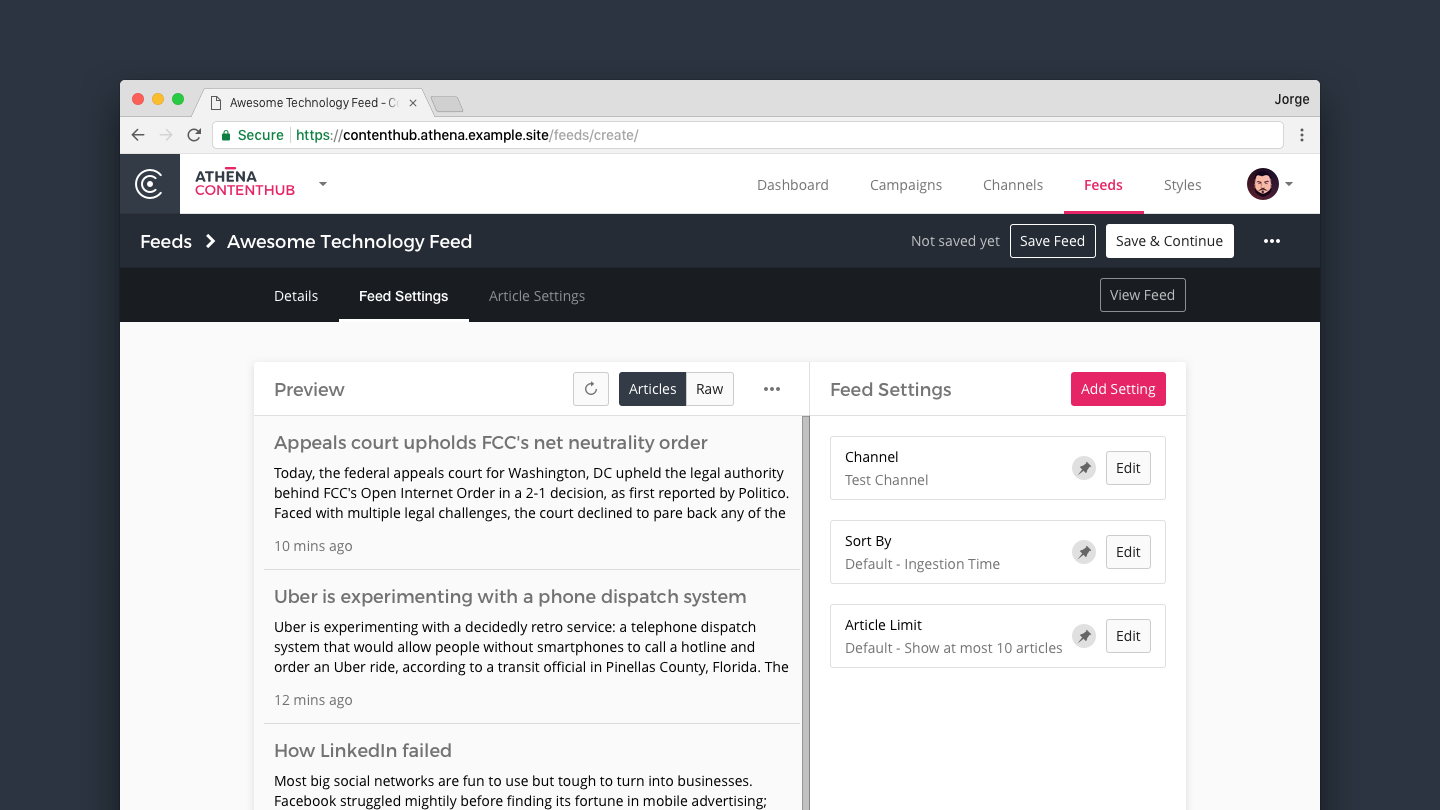 Awesome Technology Feed - C
Jorge
Secure https://contenthub.athena.example.site/feeds/create/
ATHENA
CONTENTHUB
Dashboard Campaigns Channels Feeds Styles
Feeds Awesome Technology Feed Not saved yet Save Feed Save & Continue
Details Feed Settings Article Settings View Feed
Preview Articles Raw
Appeals court upholds FCC's net neutrality order
Today, the federal appeals court for Washington, DC upheld the legal authority
behind FCC's Open Internet Order in a 2-1 decision, as first reported by Politico.
Faced with multiple legal challenges, the court declined to pare back any of the
10 mins ago
Uber is experimenting with a phone dispatch system
Uber is experimenting with a decidedly retro service: a telephone dispatch
system that would allow people without smartphones to call a hotline and
order an Uber ride, according to a transit official in Pinellas County, Florida. The
12 mins ago
How LinkedIn failed
Most big social networks are fun to use but tough to turn into businesses.
Facebook struggled mightily before finding its fortune in mobile advertising;
Feed Settings Add Setting
Channel
Test Channel
Edit
Sort By
Default - Ingestion Time
Edit
Article Limit
Default - Show at most 10 articles
Edit